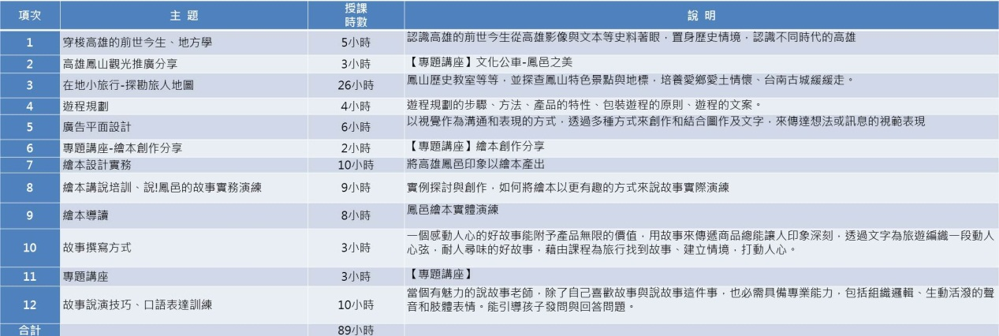 項次 主 題 授課時數 說 明
1 穿梭高雄的前世今生、地方學 5小時 認識高雄的前世今生從高雄影像與文本等史料著眼，置身歷史情境，認識不同時代的高雄
2 高雄鳳山觀光推廣分享 3小時 【專題講座】文化公車-鳳邑之美
3 在地小旅行-探勘旅人地圖 26小時 鳳山歷史教室等等，並探查鳳山特色景點與地標，培養愛鄉愛土情懷、台南古城緩緩走。
4 遊程規劃 4小時 遊程規劃的步驟、方法、產品的特性、包裝遊程的原則、遊程的文案。
5 廣告平面設計 6小時 以視覺作為溝通和表現的方式，透過多種方式來創作和結合圖作及文字，來傳達想法或訊息的視範表現
6 專題講座-繪本創作分享 2小時 【專題講座】繪本創作分享
7 繪本設計實務 10小時 將高雄鳳邑印象以繪本產出
8 繪本講說培訓、說!鳳邑的故事實務演練 9小時 實例探討與創作，如何將繪本以更有趣的方式來說故事實際演練
9 繪本導讀 8小時 鳳邑繪本實體演練
10 故事撰寫方式 3小時 一個感動人心的好故事能附予產品無限的價值，用故事來傳遞商品總能讓人印象深刻，透過文字為旅遊編織一段動人
心弦，耐人尋味的好故事，藉由課程為旅行找到故事、建立情境，打動人心。
11 專題講座 3小時 【專題講座】
12 故事說演技巧、口語表達訓練 10小時 當個有魅力的說故事老師，除了自己喜歡故事與說故事這件事，也必需具備專業能力，包括組織邏輯、生動活潑的聲
音和肢體表情。能引導孩子發問與回答問題。
合計 89小時